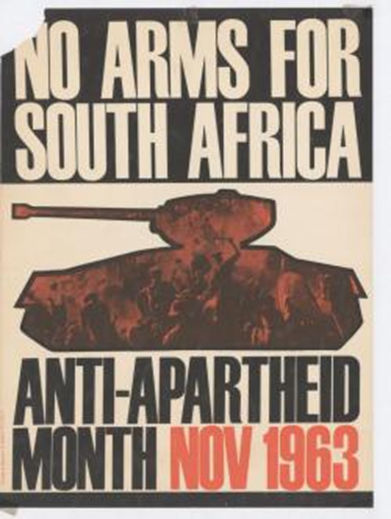 NO ARMS FOR
SOUTH AFRICA
ANTI-APARTHEID
MONTH NOV 1963